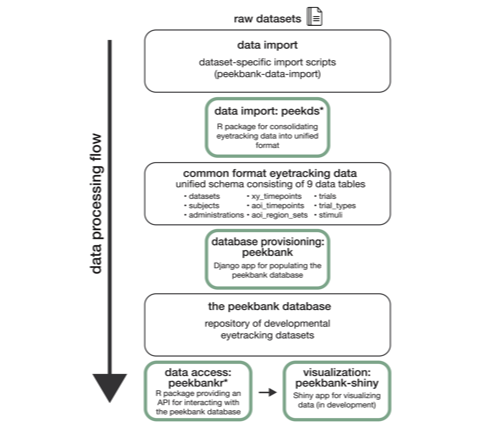 raw datasets
data import
dataset-specific import scripts
(peekbank-data-import)
data import: peekds*
R package for consolidating
eyetracking data into unified
format
common format eyetracking data
unified schema consisting of 9 data tables
• datasets • xy_timepoints • trials
• subjects • aoi_timepoints • trial_types
• administrations • aoi_region_sets • stimuli
database provisioning:
peekbank
Django app for populating the
peekbank database
the peekbank database
repository of developmental
eyetracking datasets
data access:
peekbankr*
R package providing an
API for interacting with
the peekbank database
visualization:
peekbank-shiny
Shiny app for visualizing
data (in development)
data processing flow